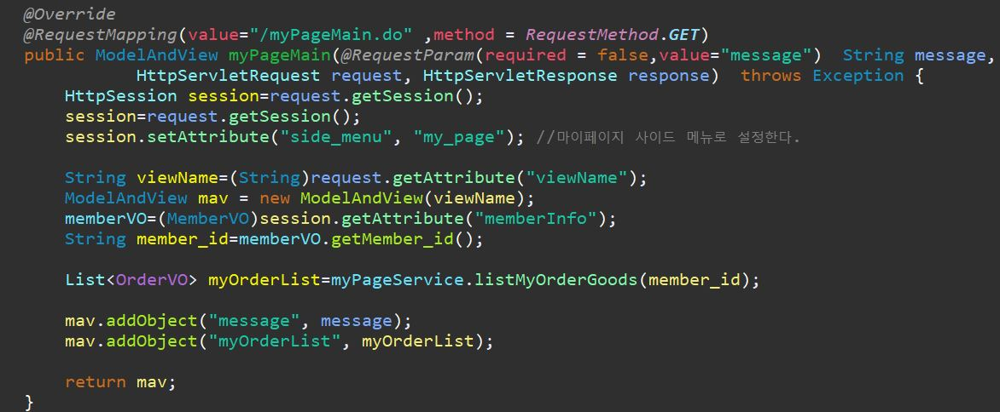 @Override
@RequestMapping(value="/myPageMain.do" ,method = RequestMethod.GET)
public ModelAndView myPageMain(@RequestParam(required = false,value="message")  String message,
           HttpServletRequest request, HttpServletResponse response)  throws Exception {
    HttpSession session=request.getSession();
    session=request.getSession();
    session.setAttribute("side_menu", "my_page"); //마이페이지 사이드 메뉴로 설정한다.

    String viewName=(String)request.getAttribute("viewName");
    ModelAndView mav = new ModelAndView(viewName);
    memberVO=(MemberVO)session.getAttribute("memberInfo");
    String member_id=memberVO.getMember_id();

    List<OrderVO> myOrderList=myPageService.listMyOrderGoods(member_id);

    mav.addObject("message", message);
    mav.addObject("myOrderList", myOrderList);

    return mav;
}